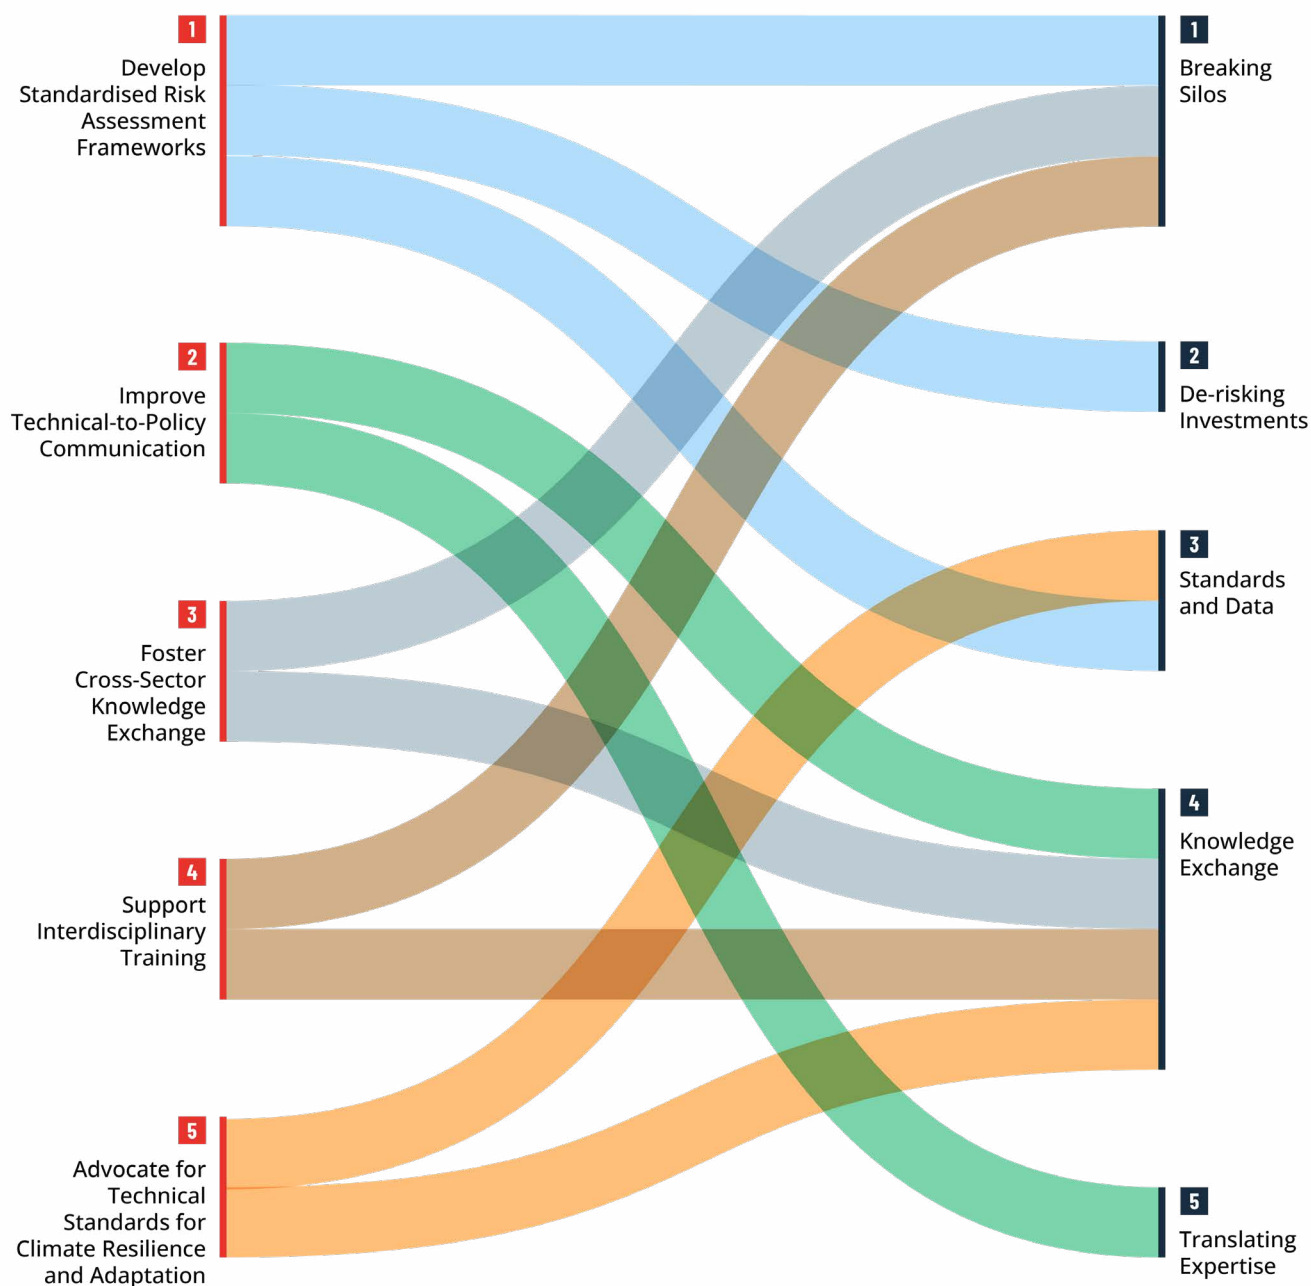 1
Develop
Standardised Risk
Assessment
Frameworks
2
Improve
Technical-to-Policy
Communication
3
Foster
Cross-Sector
Knowledge
Exchange
4
Support
Interdisciplinary
Training
5
Advocate for
Technical
Standards for
Climate Resilience
and Adaptation
1
Breaking
Silos
2
De-risking
Investments
3
Standards
and Data
4
Knowledge
Exchange
5
Translating
Expertise